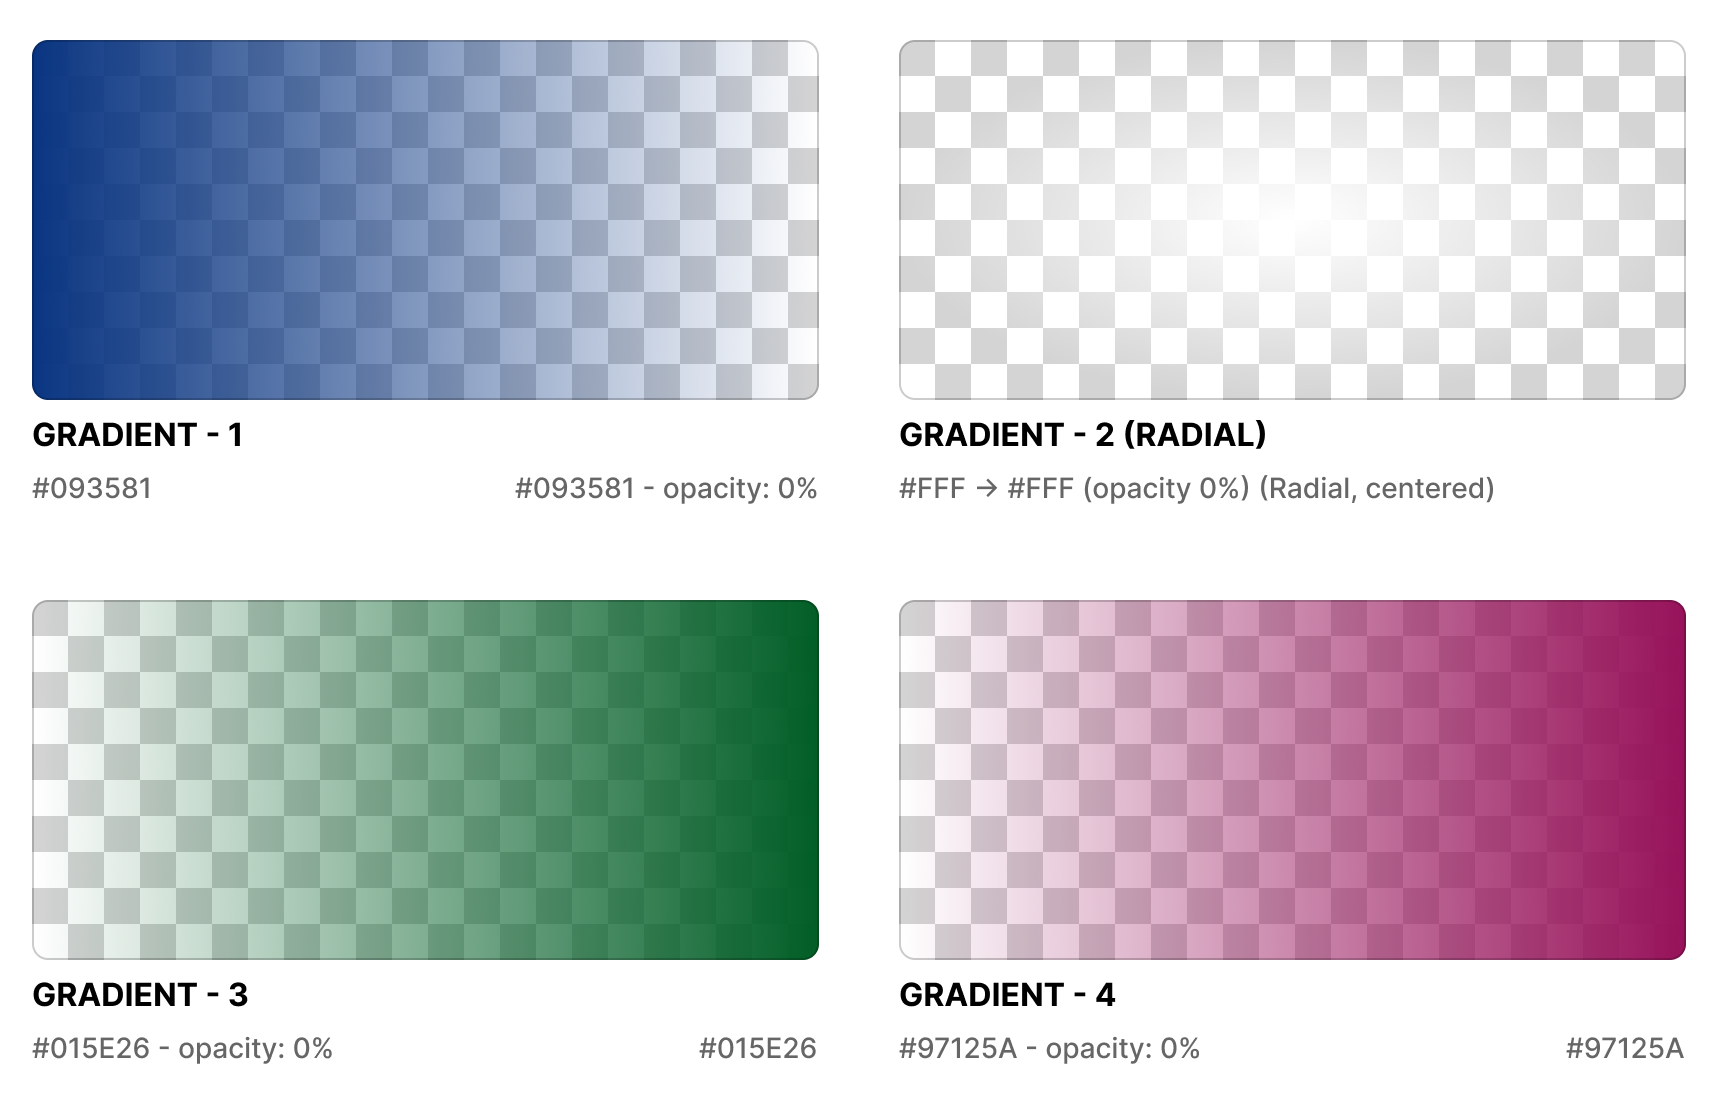 GRADIENT - 1
#093581
#093581 - opacity: 0%
GRADIENT - 2 (RADIAL)
#FFF → #FFF (opacity 0%) (Radial, centered)
GRADIENT - 3
#015E26 - opacity: 0%
#015E26
GRADIENT - 4
#97125A - opacity: 0%
#97125A